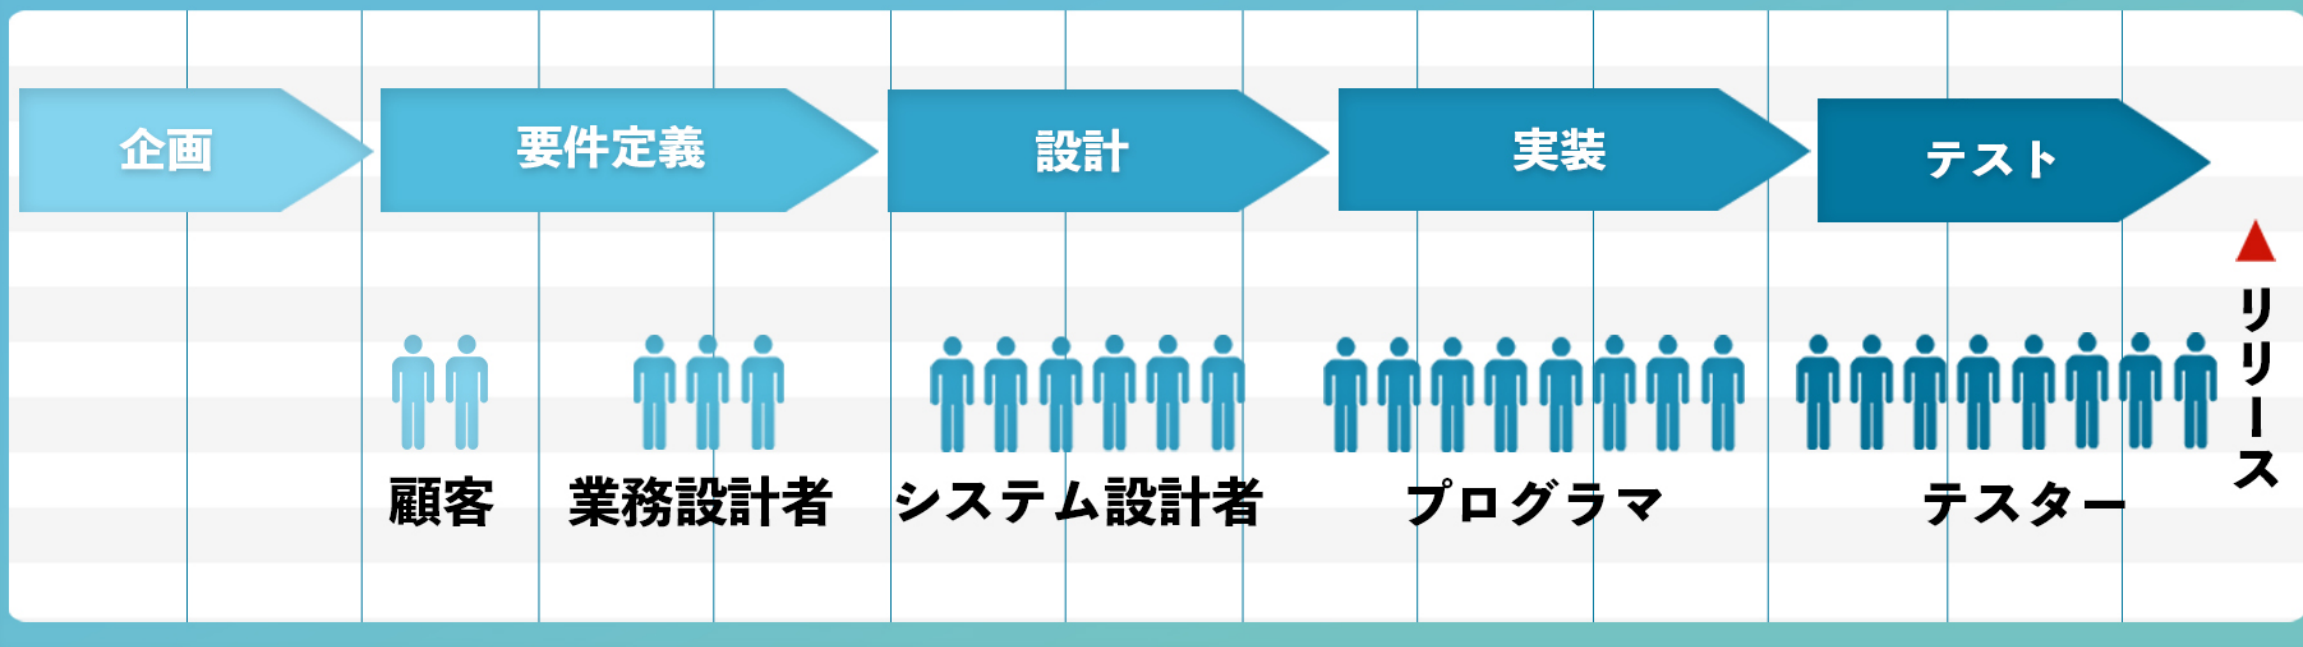 企画
要件定義
設計
実装
テスト
リリース
顧客
業務設計者
システム設計者
プログラマ
テスター